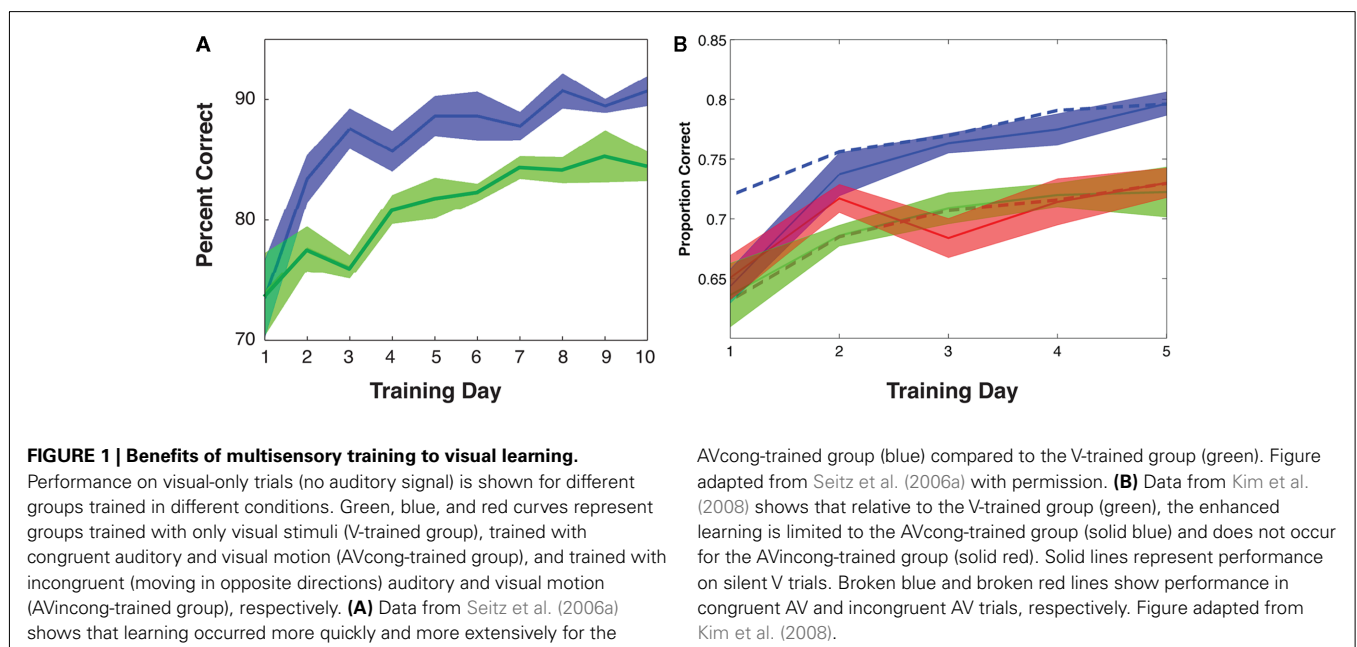 A
Percent Correct
90
80
70
1 2 3 4 5 6 7 8 9 10
Training Day
B
Proportion Correct
0.85
0.8
0.75
0.7
0.65
1 2 3 4 5
Training Day
FIGURE 1 | Benefits of multisensory training to visual learning.
Performance on visual-only trials (no auditory signal) is shown for different
groups trained in different conditions. Green, blue, and red curves represent
groups trained with only visual stimuli (V-trained group), trained with
congruent auditory and visual motion (AVcong-trained group), and trained with
incongruent (moving in opposite directions) auditory and visual motion
(AVincong-trained group), respectively. (A) Data from Seitz et al. (2006a)
shows that learning occurred more quickly and more extensively for the
AVcong-trained group (blue) compared to the V-trained group (green). Figure
adapted from Seitz et al. (2006a) with permission. (B) Data from Kim et al.
(2008) shows that relative to the V-trained group (green), the enhanced
learning is limited to the AVcong-trained group (solid blue) and does not occur
for the AVincong-trained group (solid red). Solid lines represent performance
on silent V trials. Broken blue and broken red lines show performance in
congruent AV and incongruent AV trials, respectively. Figure adapted from
Kim et al. (2008).